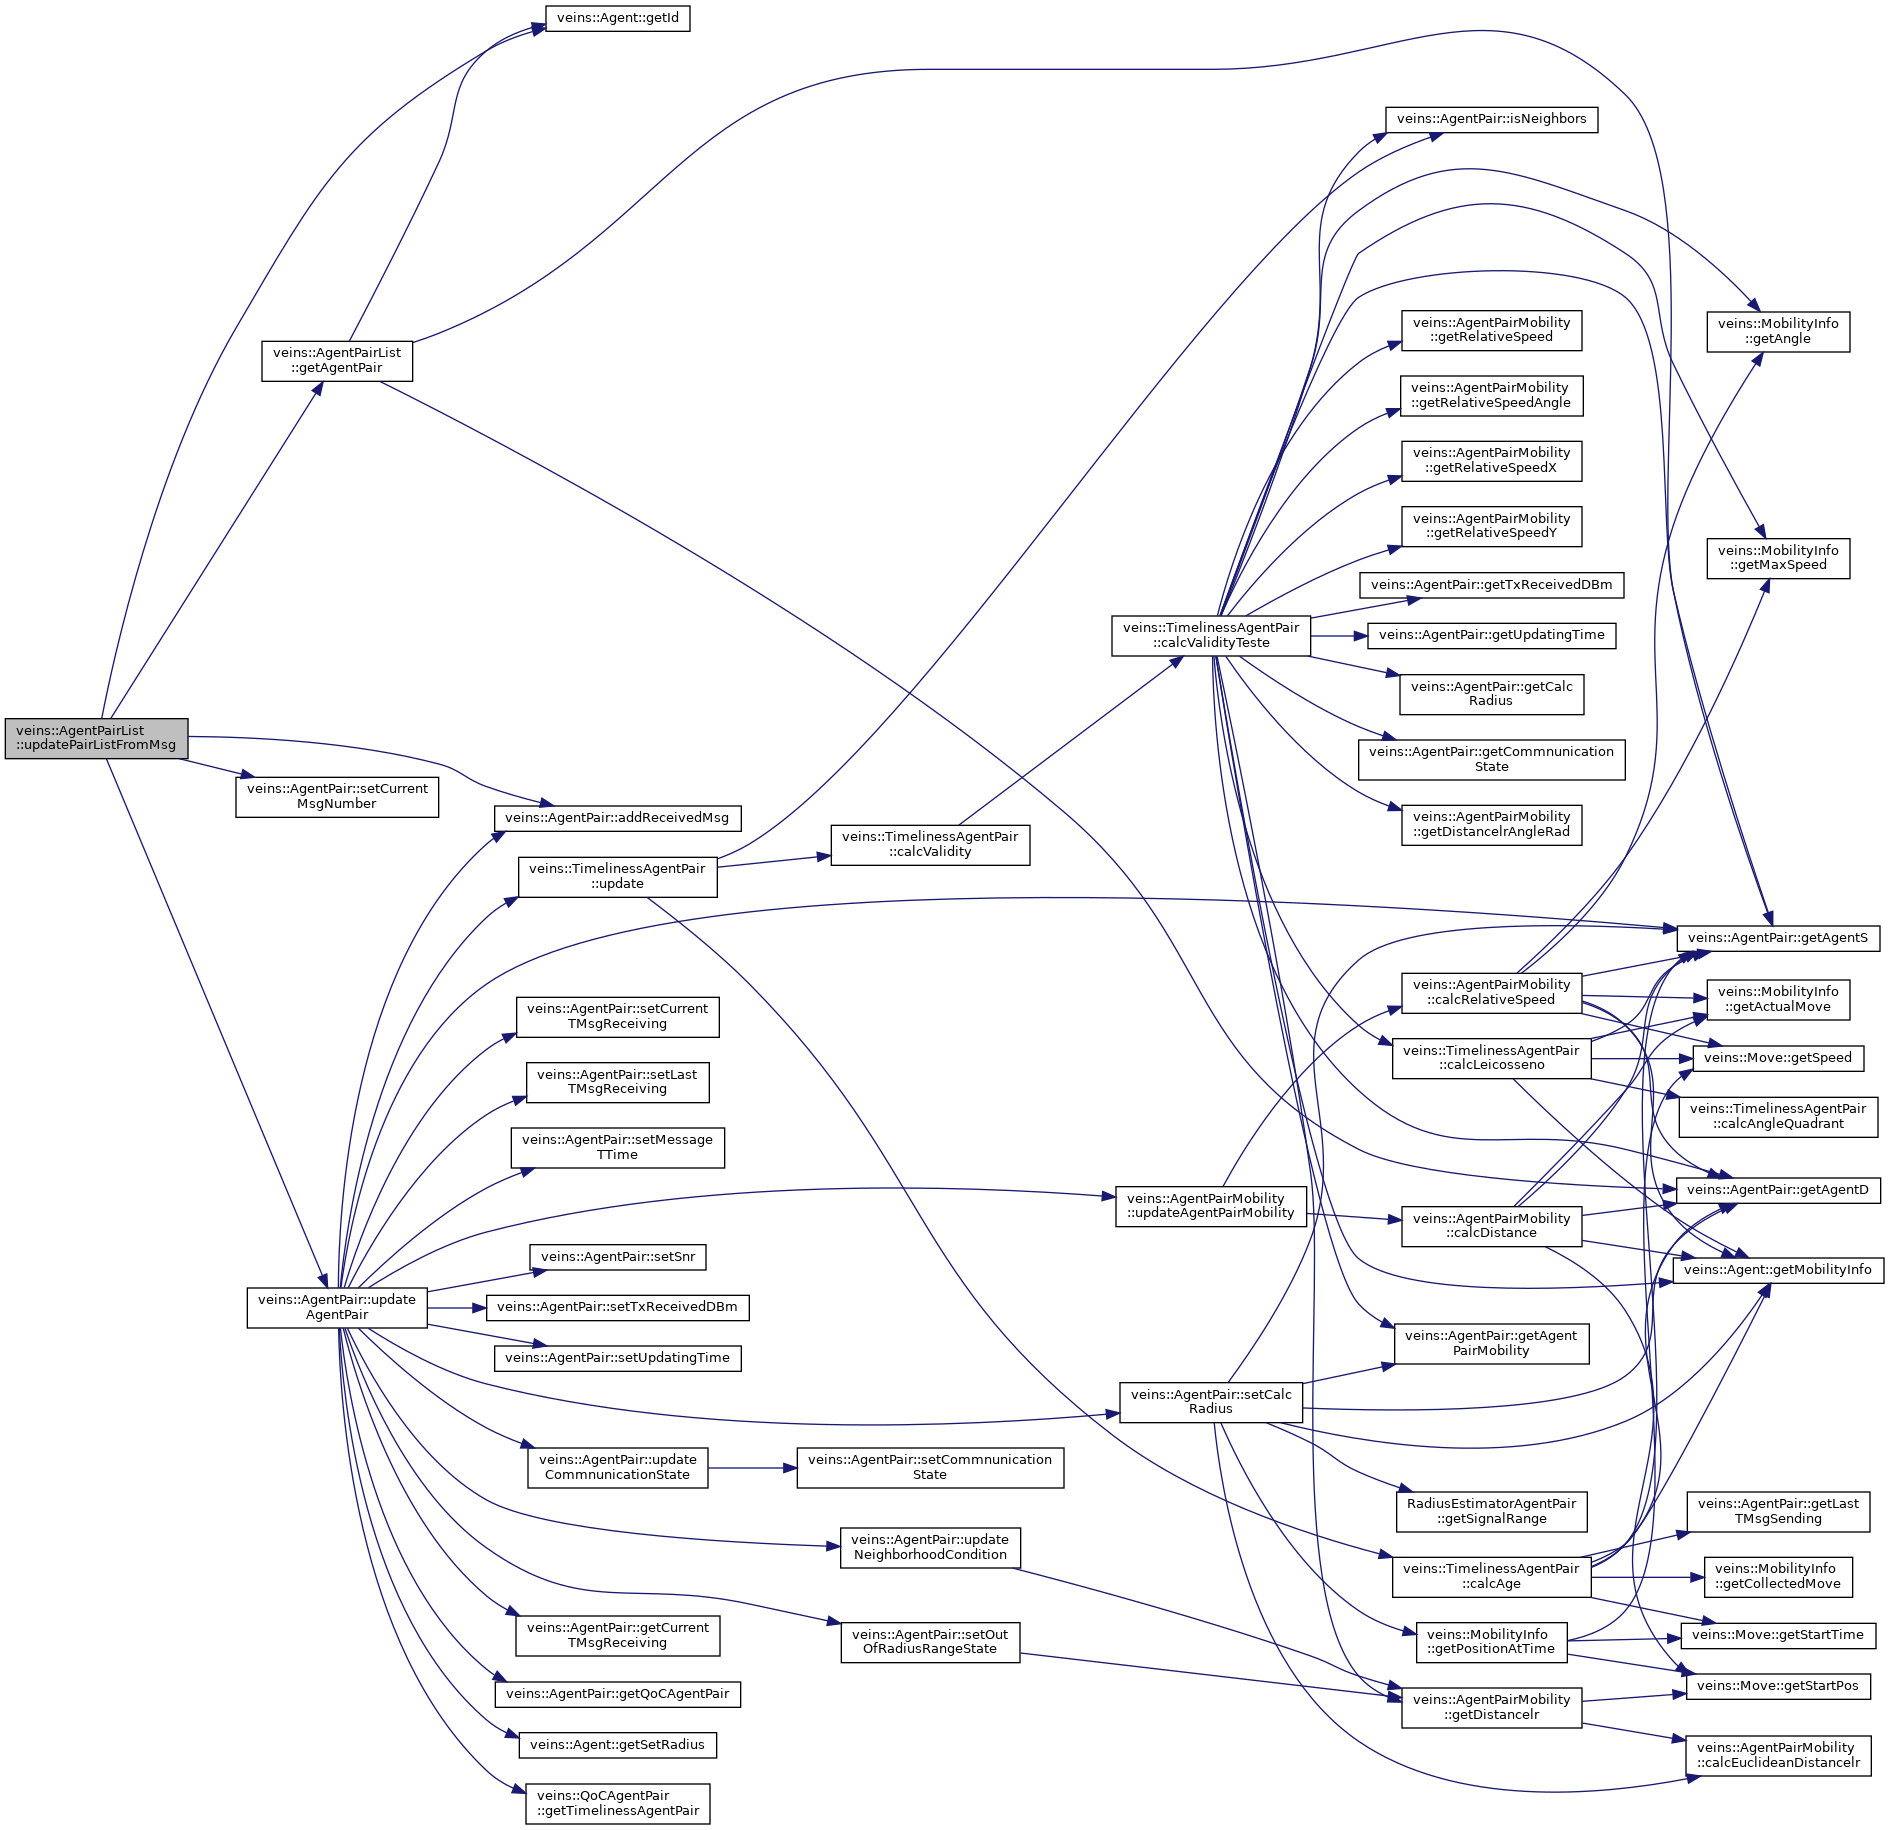 veins::Agent::getId
veins::AgentPair::isNeighbors
veins::MobilityInfo
::getAngle
veins::AgentPairMobility
::getRelativeSpeed
veins::AgentPairList
::getAgentPair
veins::AgentPairMobility
::getRelativeSpeedAngle
veins::AgentPairMobility
::getRelativeSpeedX
veins::AgentPairMobility
::getRelativeSpeedY
veins::MobilityInfo
::getMaxSpeed
veins::AgentPair::getTxReceivedDBm
veins::TimelinessAgentPair
::calcValidityTeste
veins::AgentPair::getUpdatingTime
veins::AgentPair::getCalc
Radius
veins::AgentPairList
::updatePairListFromMsg
veins::AgentPair::getCommnunication
State
veins::AgentPair::setCurrent
MsgNumber
veins::AgentPair::addReceivedMsg
veins::AgentPairMobility
::getDistanceIrAngleRad
veins::TimelinessAgentPair
::calcValidity
veins::TimelinessAgentPair
::update
veins::AgentPair::getAgentS
veins::AgentPairMobility
::calcRelativeSpeed
veins::MobilityInfo
::getActualMove
veins::AgentPair::setCurrent
TMsgReceiving
veins::TimelinessAgentPair
::calcLeicosseno
veins::Move::getSpeed
veins::AgentPair::setLast
TMsgReceiving
veins::TimelinessAgentPair
::calcAngleQuadrant
veins::AgentPair::setMessage
TTime
veins::AgentPair::getAgentD
veins::AgentPairMobility
::updateAgentPairMobility
veins::AgentPairMobility
::calcDistance
veins::AgentPair::setSnr
veins::Agent::getMobilityInfo
veins::AgentPair::update
AgentPair
veins::AgentPair::setTxReceivedDBm
veins::AgentPair::getAgent
PairMobility
veins::AgentPair::setUpdatingTime
veins::AgentPair::setCalc
Radius
veins::AgentPair::update
CommnunicationState
veins::AgentPair::setCommnunication
State
RadiusEstimatorAgentPair
::getSignalRange
veins::AgentPair::getLast
TMsgSending
veins::AgentPair::update
NeighborhoodCondition
veins::TimelinessAgentPair
::calcAge
veins::MobilityInfo
::getCollectedMove
veins::AgentPair::getCurrent
TMsgReceiving
veins::AgentPair::setOut
OfRadiusRangeState
veins::MobilityInfo
::getPositionAtTime
veins::Move::getStartTime
veins::AgentPair::getQoCAgentPair
veins::AgentPairMobility
::getDistanceIr
veins::Move::getStartPos
veins::Agent::getSetRadius
veins::AgentPairMobility
::calcEuclideanDistanceIr
veins::QoCAgentPair
::getTimelinessAgentPair